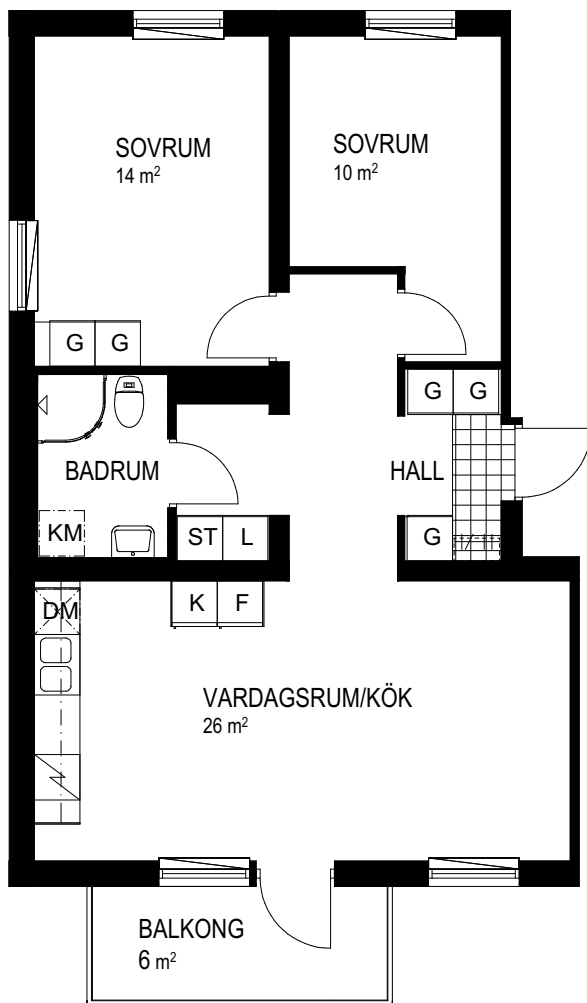 SOVRUM
14 m²
SOVRUM
10 m²
G G
G G
BADRUM
HALL
KM
ST L
G
DM
K F
VARDAGSRUM/KÖK
26 m²
BALKONG
6 m²